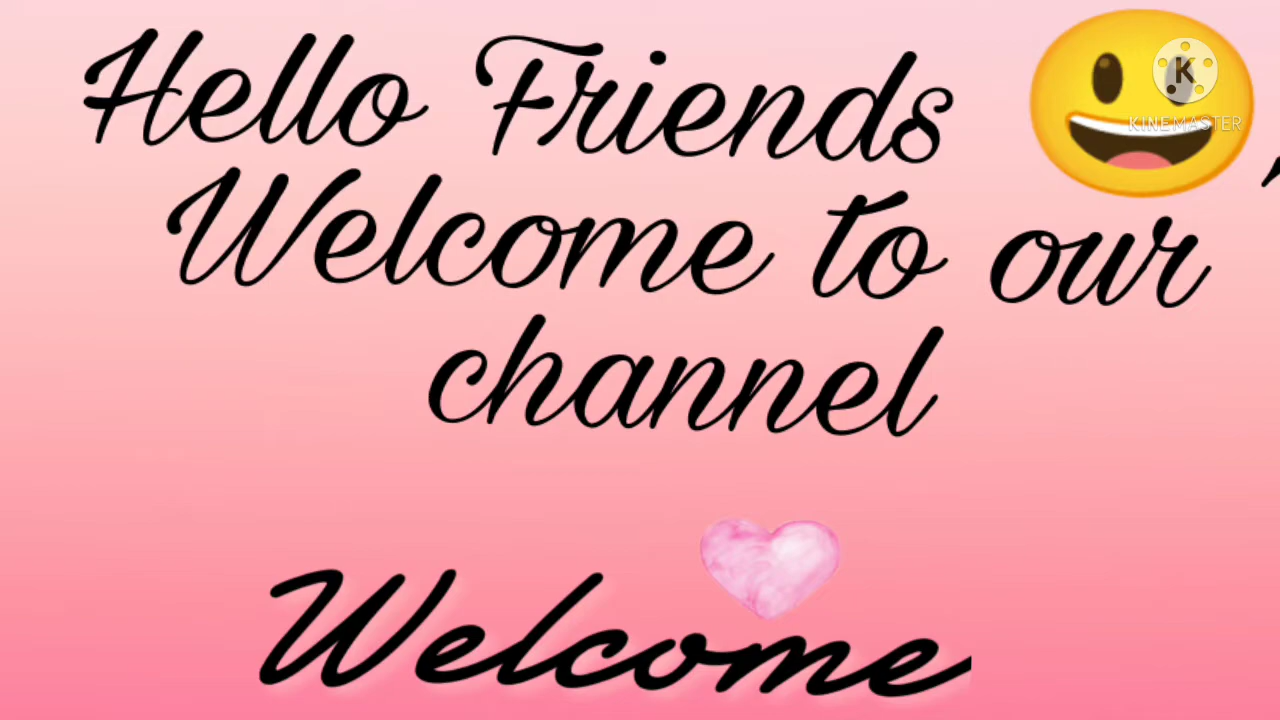 Hello Friends
K
KINEMASTER
Welcome to our
channel
Welcome